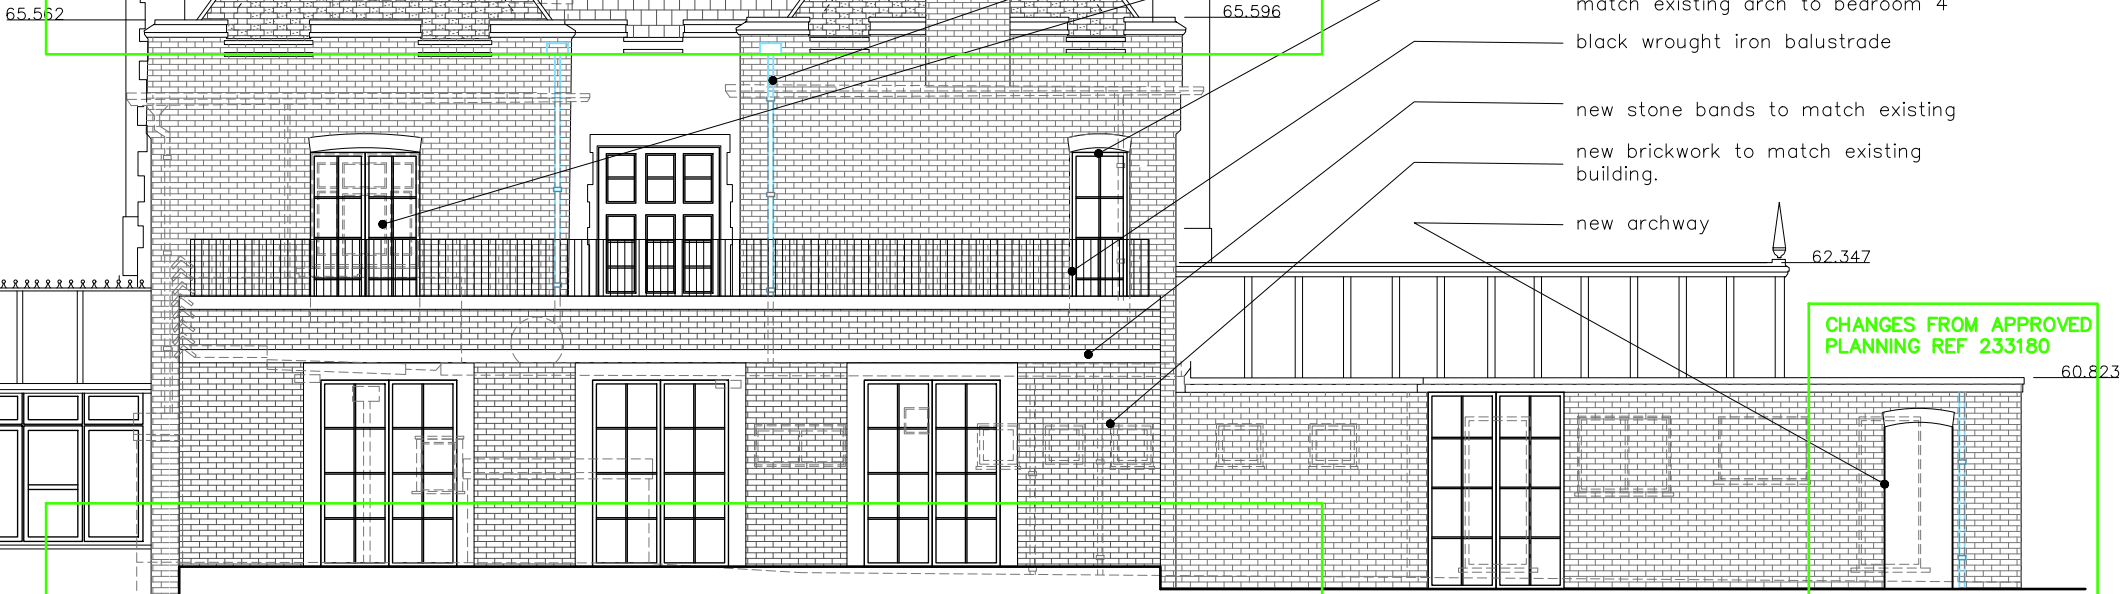 65.562
65.596
match existing arch to bedroom 4
black wrought iron balustrade
new stone bands to match existing
new brickwork to match existing
building.
new archway
62.347
CHANGES FROM APPROVED
PLANNING REF 233180
60.823